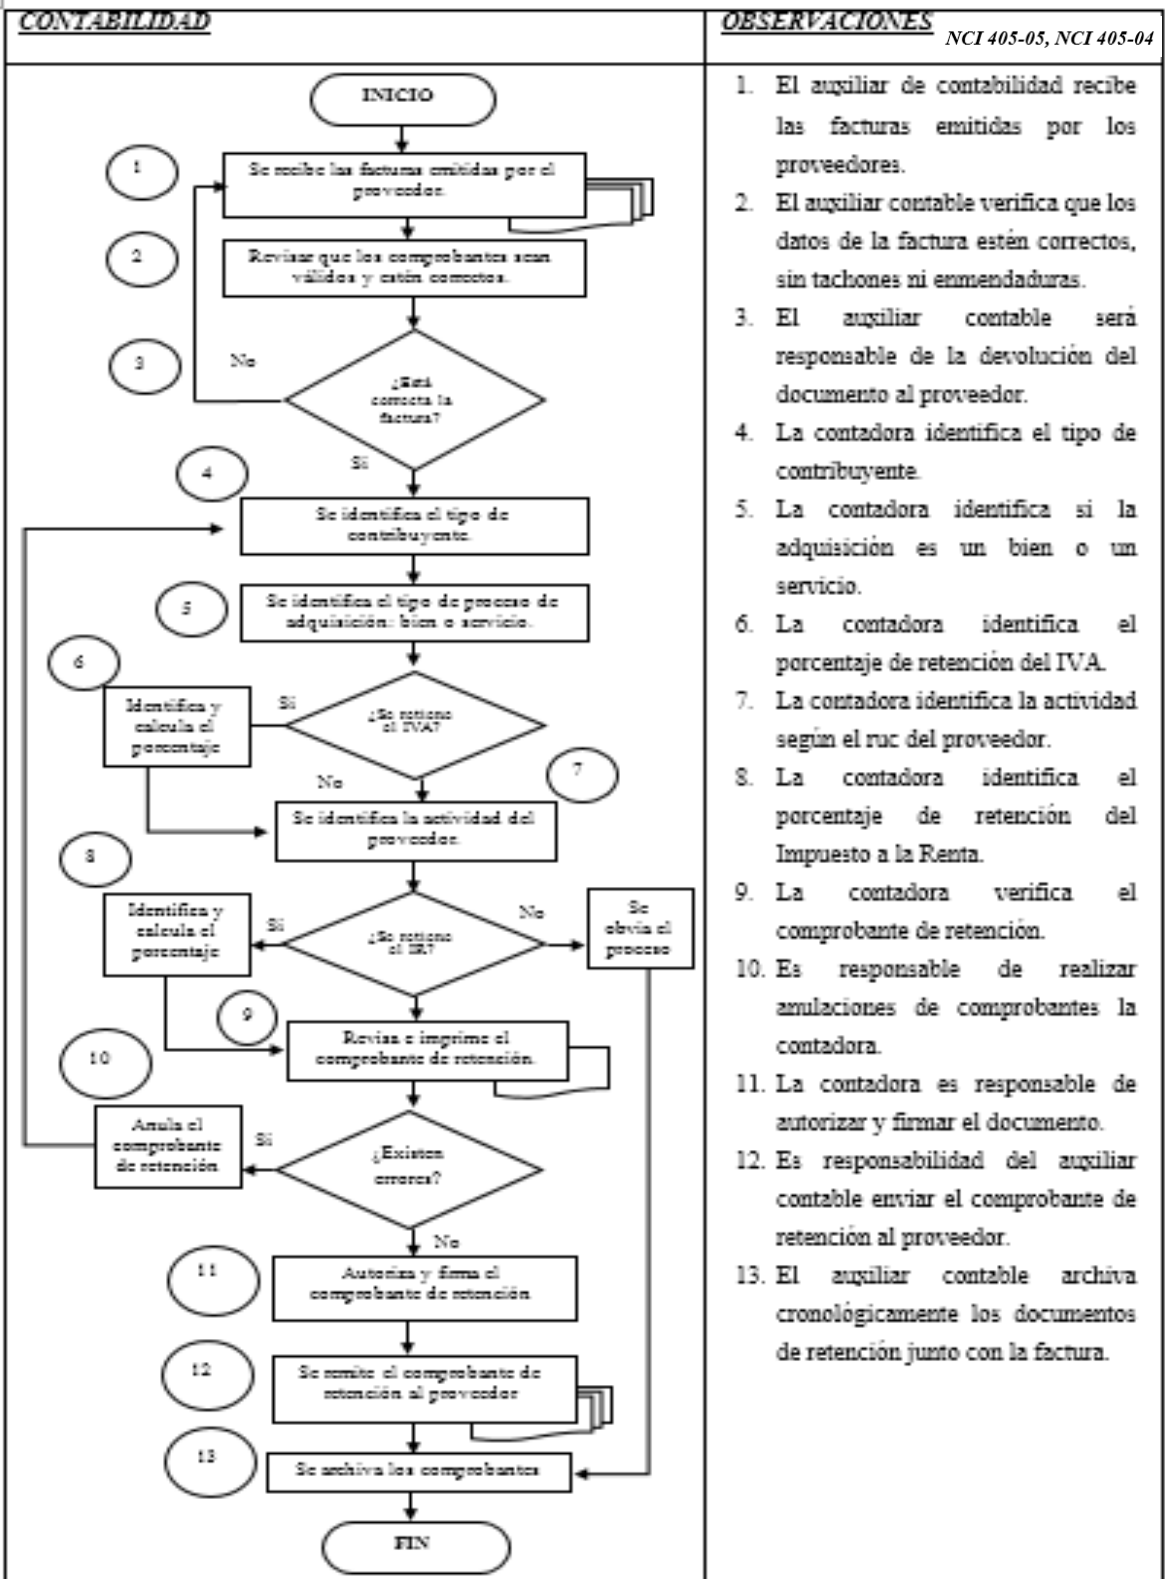 CONTABILIDAD
OBSERVACIONES NCI 405-05, NCI 405-04
INICIO
1
Se recibe las facturas emitidas por el
proveedor.
2
Revisar que los comprobantes sean
válidos y estén correctos.
3
No
¿Está
correcta la
factura?
Si
4
Se identifica el tipo de
contribuyente.
5
Se identifica el tipo de proceso de
adquisición: bien o servicio.
6
Identifica y
calcula el
porcentaje
Si
¿Se retiene
el IVA?
No
7
Se identifica la actividad del
proveedor.
8
Identifica y
calcula el
porcentaje
Si
¿Se retiene
el IR?
No
Se
obvia el
proceso
9
Revisa e imprime el
comprobante de retención.
10
Anula el
comprobante
de retención
Si
¿Existen
errores?
No
11
Autoriza y firma el
comprobante de retención
12
Se remite el comprobante de
retención al proveedor
13
Se archiva los comprobantes
FIN
1. El auxiliar de contabilidad recibe
las facturas emitidas por los
proveedores.
2. El auxiliar contable verifica que los
datos de la factura estén correctos,
sin tachones ni enmendaduras.
3. El auxiliar contable será
responsable de la devolución del
documento al proveedor.
4. La contadora identifica el tipo de
contribuyente.
5. La contadora identifica si la
adquisición es un bien o un
servicio.
6. La contadora identifica el
porcentaje de retención del IVA.
7. La contadora identifica la actividad
según el ruc del proveedor.
8. La contadora identifica el
porcentaje de retención del
Impuesto a la Renta.
9. La contadora verifica el
comprobante de retención.
10. Es responsable de realizar
anulaciones de comprobantes la
contadora.
11. La contadora es responsable de
autorizar y firmar el documento.
12. Es responsabilidad del auxiliar
contable enviar el comprobante de
retención al proveedor.
13. El auxiliar contable archiva
cronológicamente los documentos
de retención junto con la factura.